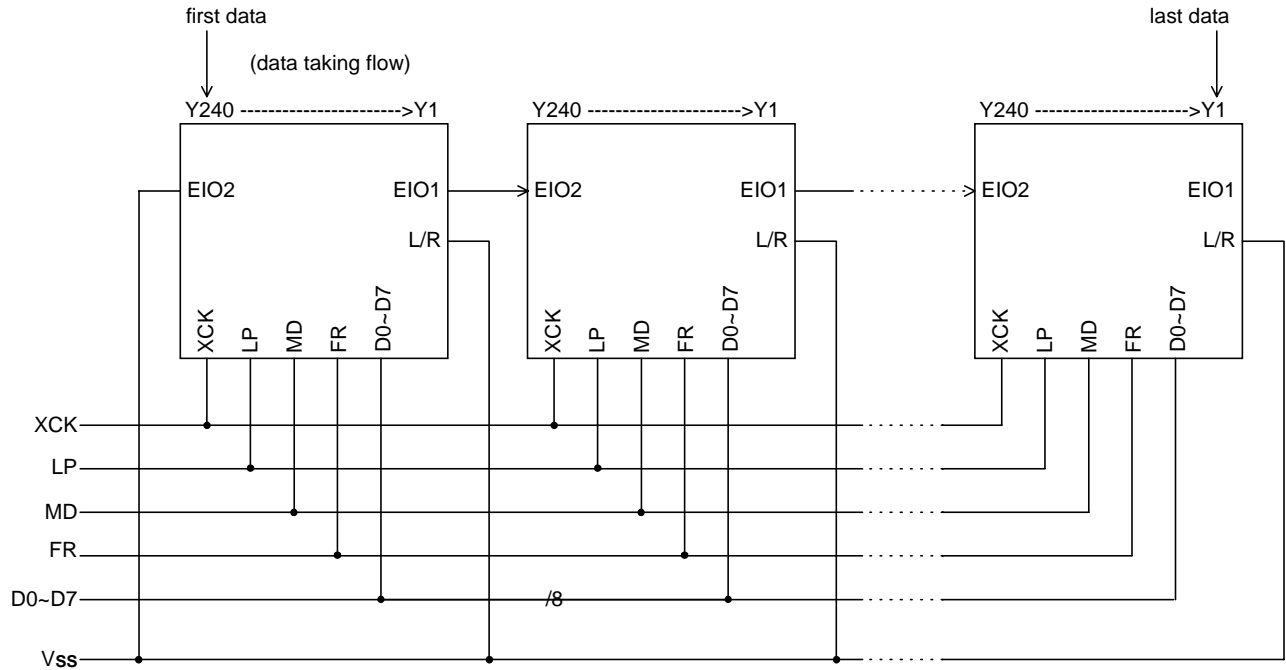 first data
last data
(data taking flow)
Y240 --------------------->Y1
Y240 --------------------->Y1
Y240 --------------------->Y1
EIO2
EIO1
EIO2
EIO1
EIO2
EIO1
L/R
L/R
L/R
XCK
LP
MD
FR
D0~D7
XCK
LP
MD
FR
D0~D7
XCK
LP
MD
FR
D0~D7
XCK
LP
MD
FR
D0~D7
/8
Vss